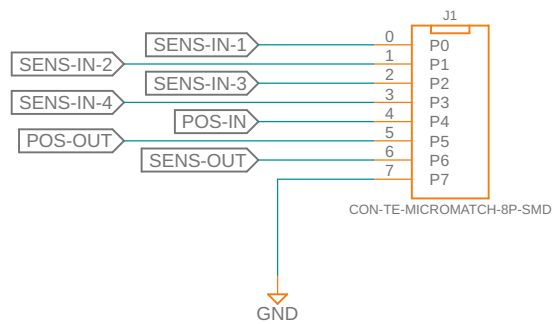 J1
SENS-IN-1 0 P0
SENS-IN-2 1 P1
SENS-IN-3 2 P2
SENS-IN-4 3 P3
POS-IN 4 P4
POS-OUT 5 P5
SENS-OUT 6 P6
7 P7
CON-TE-MICROMATCH-8P-SMD
GND